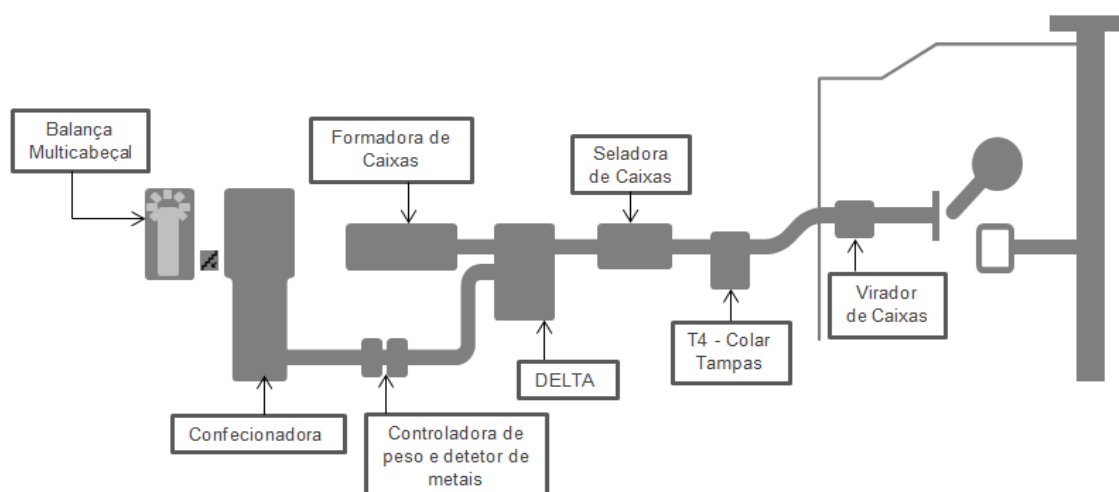 Balança
Multicabeçal
Formadora de
Caixas
Seladora
de Caixas
Virador
de Caixas
T4 - Colar
Tampas
DELTA
Confecionadora
Controladora de
peso e detetor de
metais